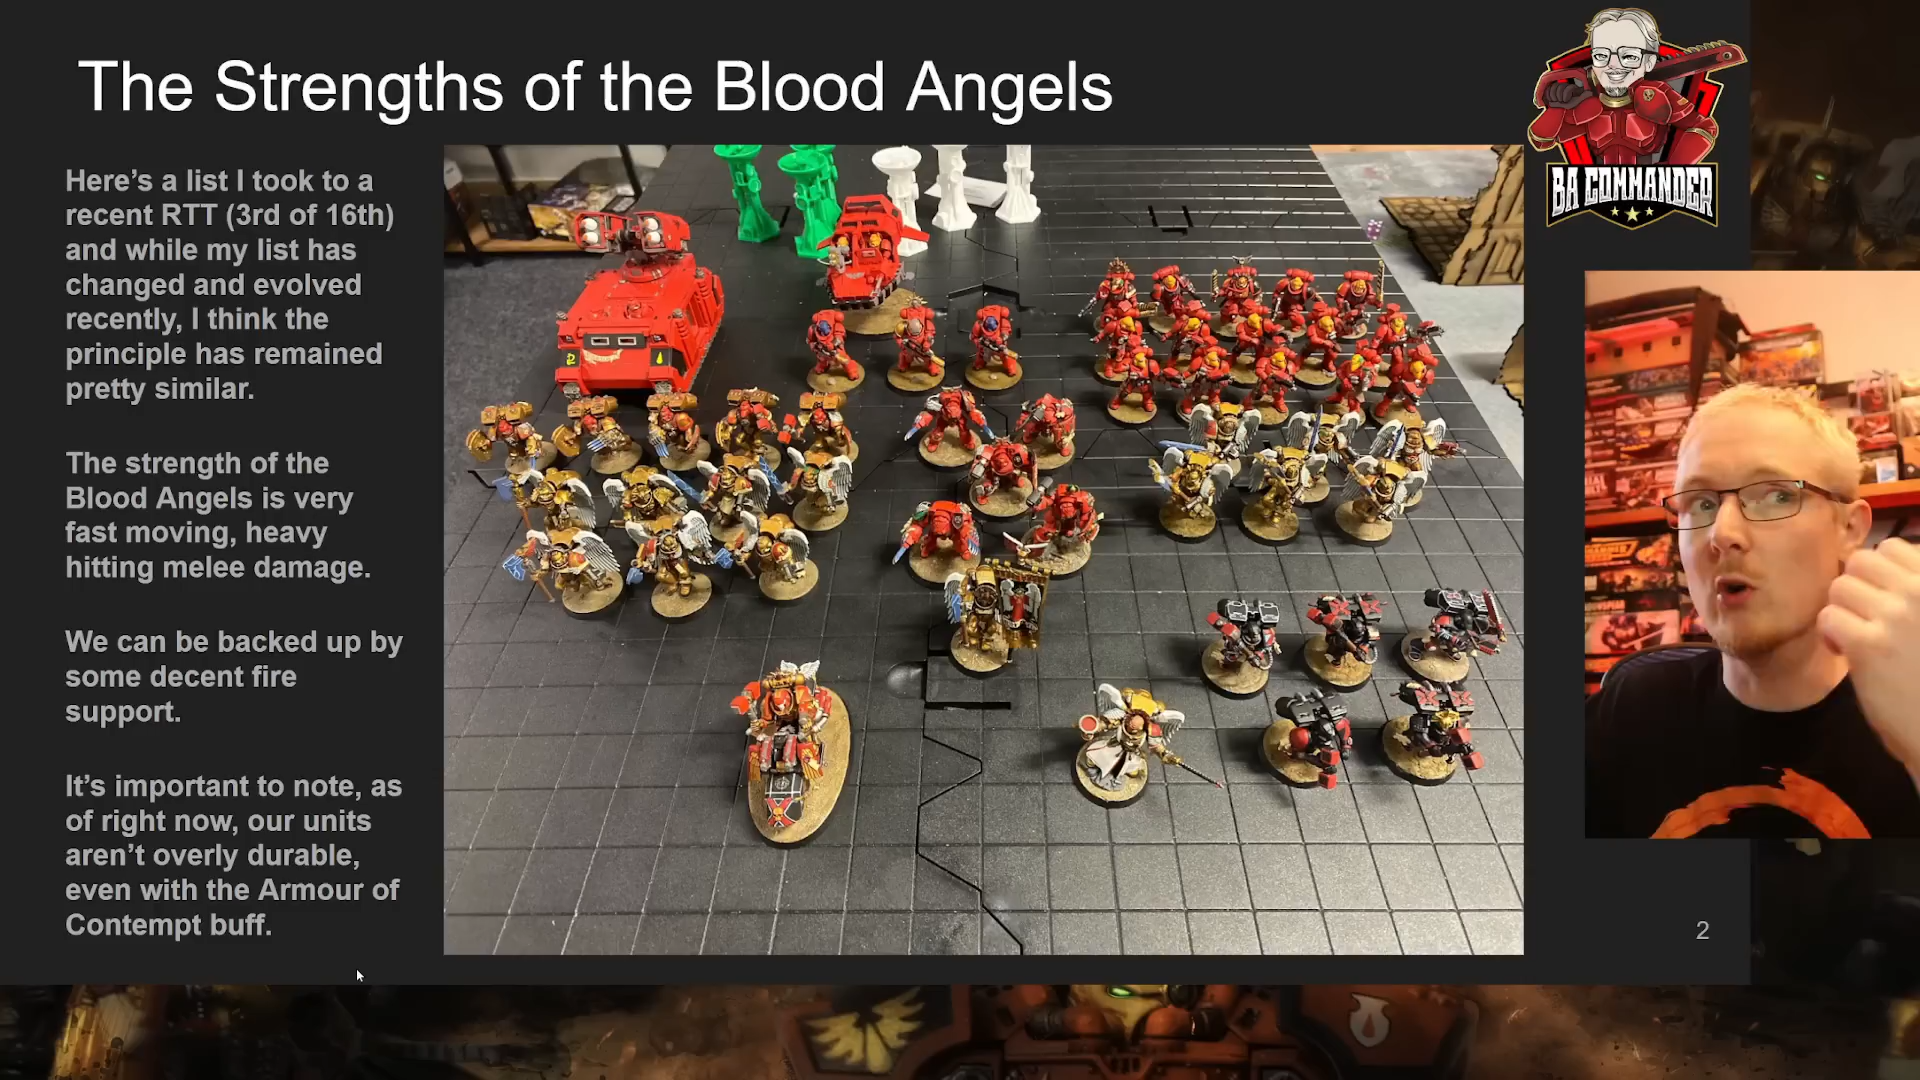 The Strengths of the Blood Angels
Here’s a list I took to a
recent RTT (3rd of 16th)
and while my list has
changed and evolved
recently, I think the
principle has remained
pretty similar.
The strength of the
Blood Angels is very
fast moving, heavy
hitting melee damage.
We can be backed up by
some decent fire
support.
It’s important to note, as
of right now, our units
aren’t overly durable,
even with the Armour of
Contempt buff.
BA COMMANDER
2